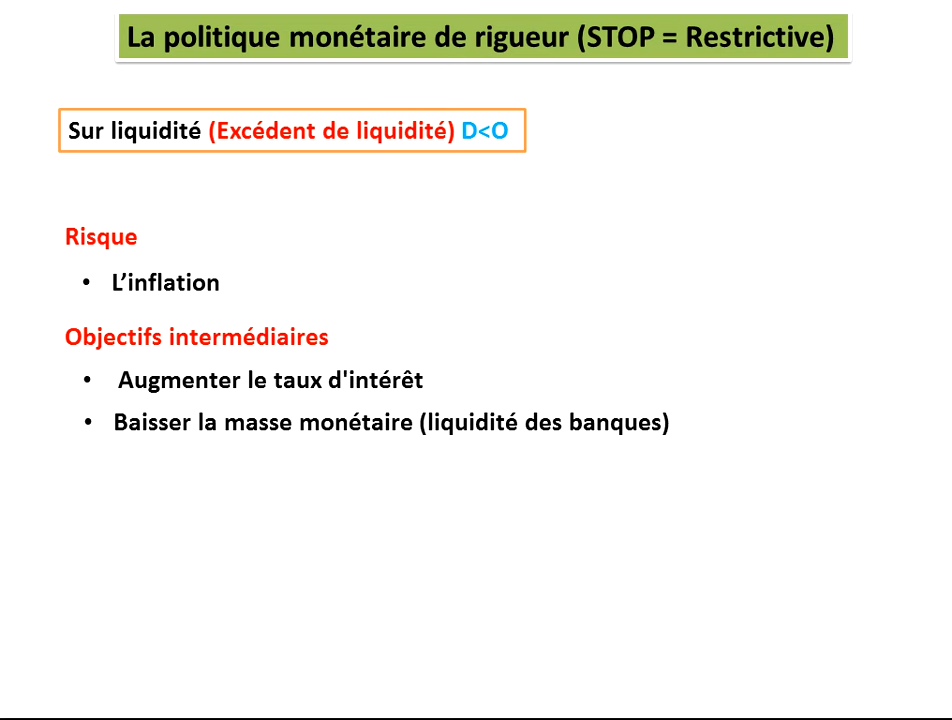 La politique monétaire de rigueur (STOP = Restrictive)
Sur liquidité (Excédent de liquidité) D<O
Risque
• L’inflation
Objectifs intermédiaires
• Augmenter le taux d'intérêt
• Baisser la masse monétaire (liquidité des banques)